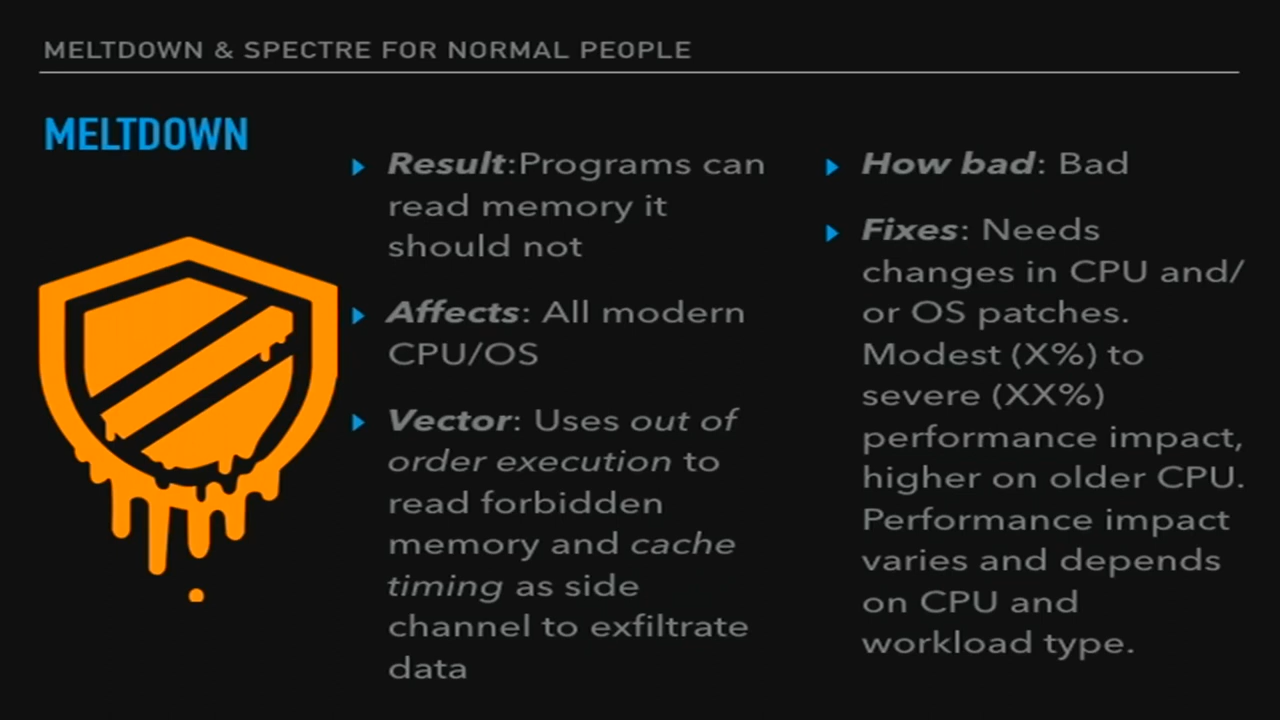 MELTDOWN & SPECTRE FOR NORMAL PEOPLE
MELTDOWN
Result:Programs can
read memory it
should not
Affects: All modern
CPU/OS
Vector: Uses out of
order execution to
read forbidden
memory and cache
timing as side
channel to exfiltrate
data
How bad: Bad
Fixes: Needs
changes in CPU and/
or OS patches.
Modest (X%) to
severe (XX%)
performance impact,
higher on older CPU.
Performance impact
varies and depends
on CPU and
workload type.